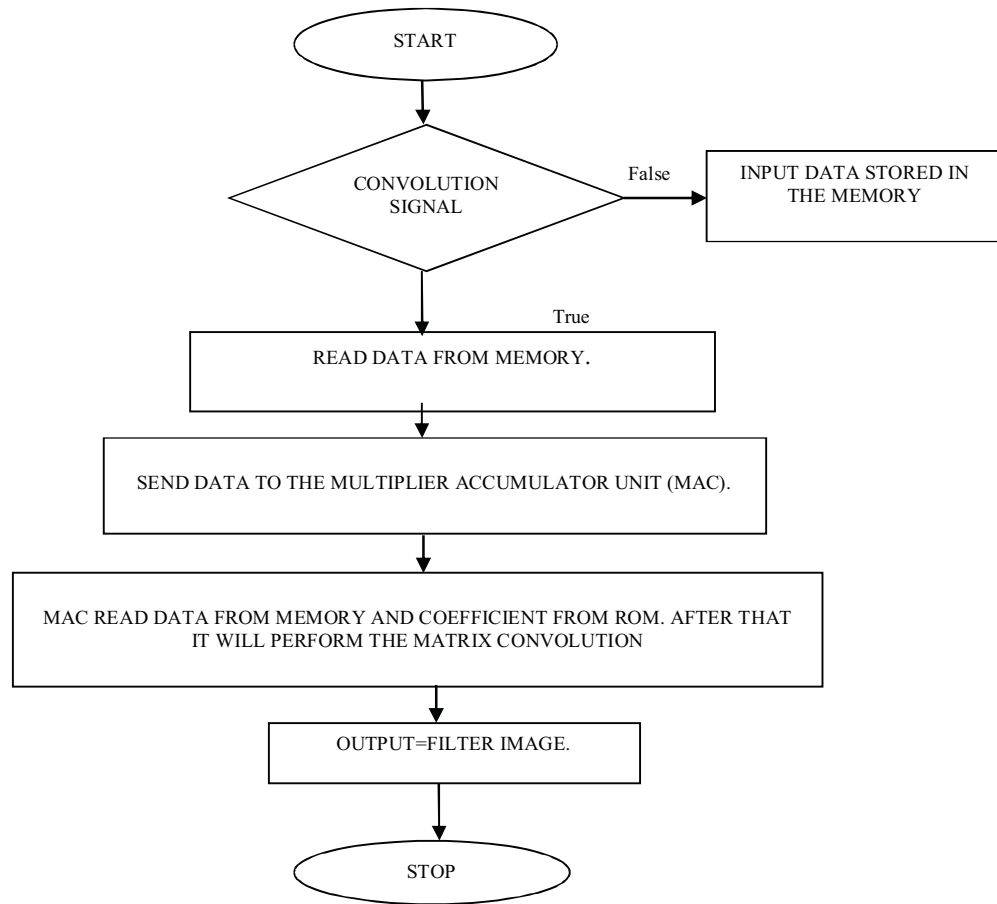 START
CONVOLUTION
SIGNAL
False
INPUT DATA STORED IN
THE MEMORY
True
READ DATA FROM MEMORY.
SEND DATA TO THE MULTIPLIER ACCUMULATOR UNIT (MAC).
MAC READ DATA FROM MEMORY AND COEFFICIENT FROM ROM. AFTER THAT
IT WILL PERFORM THE MATRIX CONVOLUTION
OUTPUT=FILTER IMAGE.
STOP